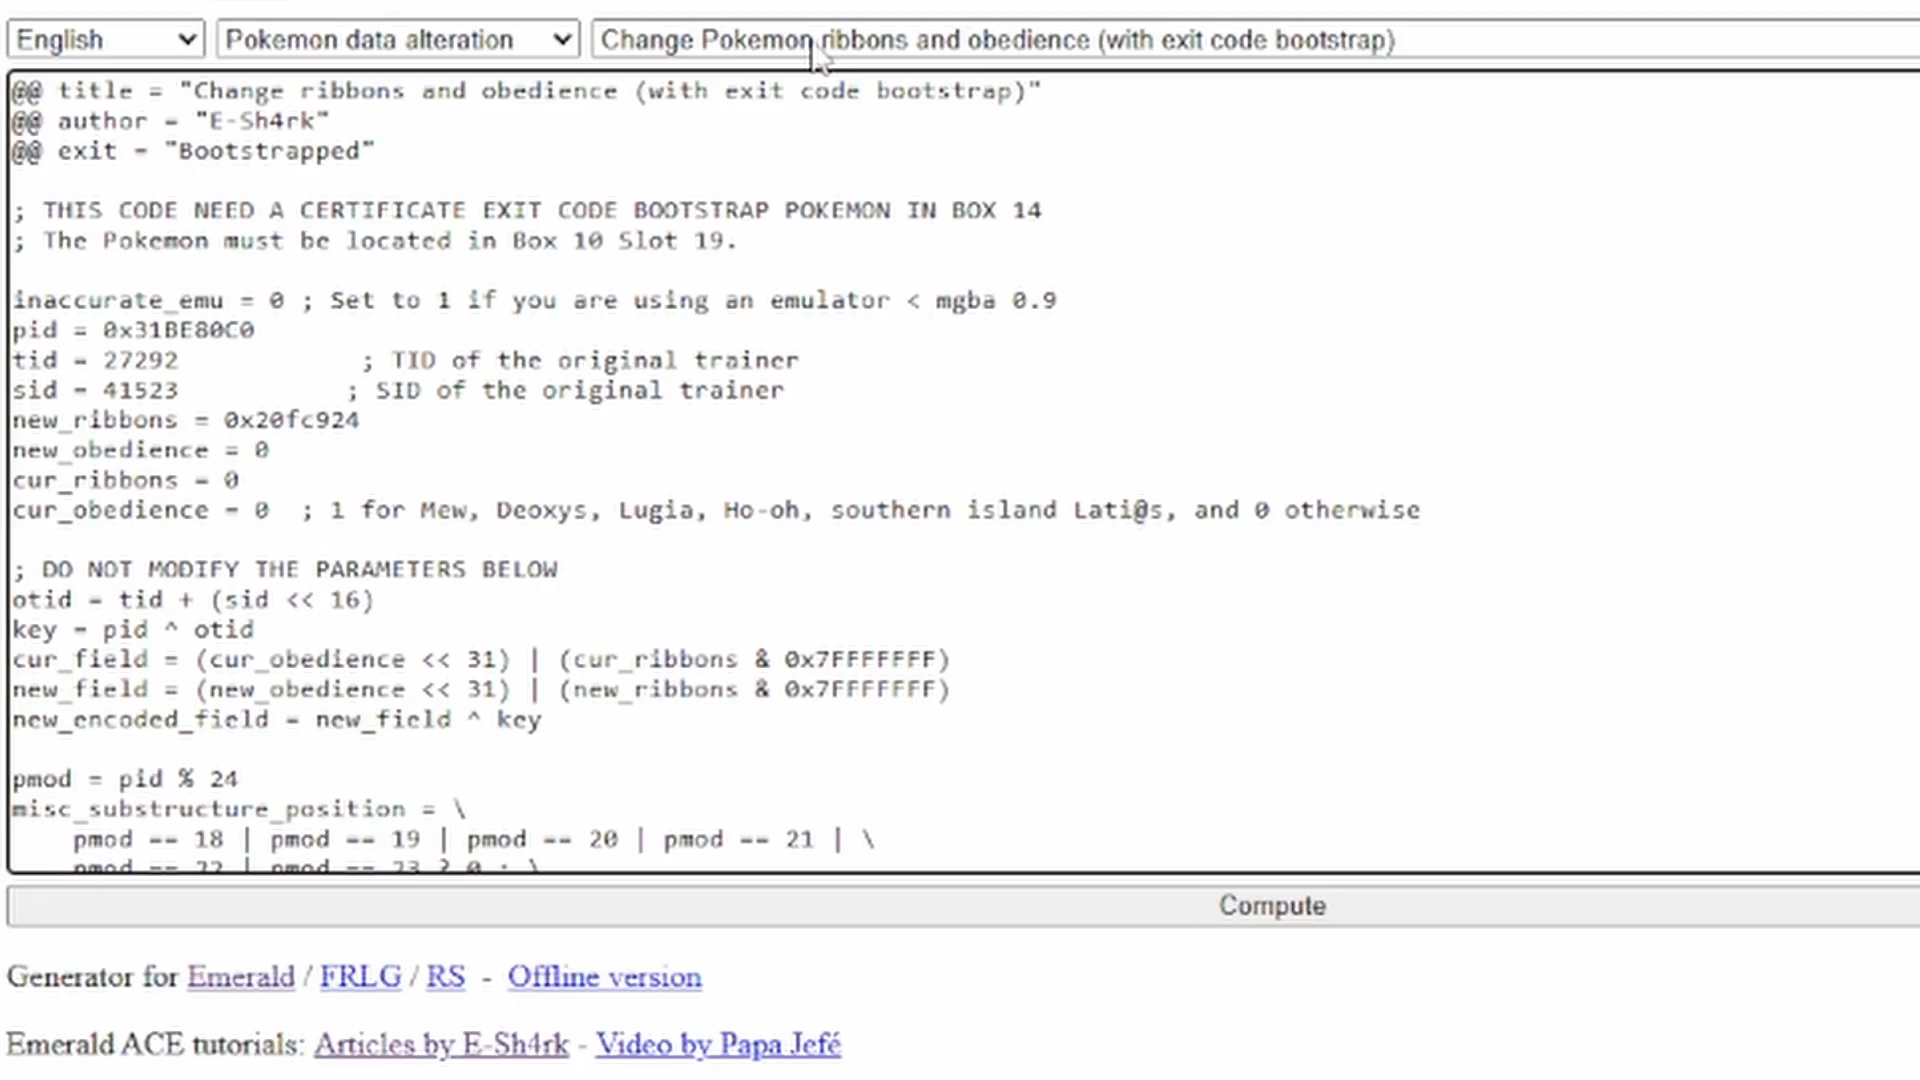 English Pokemon data alteration Change Pokemon ribbons and obedience (with exit code bootstrap)
@@ title = "Change ribbons and obedience (with exit code bootstrap)"
@@ author = "E-Sh4rk"
@@ exit = "Bootstrapped"
; THIS CODE NEED A CERTIFICATE EXIT CODE BOOTSTRAP POKEMON IN BOX 14
; The Pokemon must be located in Box 10 Slot 19.
inaccurate_emu = 0 ; Set to 1 if you are using an emulator < mgba 0.9
pid = 0x31BE80C0
tid = 27292 ; TID of the original trainer
sid = 41523 ; SID of the original trainer
new_ribbons = 0x20fc924
new_obedience = 0
cur_ribbons = 0
cur_obedience = 0 ; 1 for Mew, Deoxys, Lugia, Ho-oh, southern island Lati@s, and 0 otherwise
; DO NOT MODIFY THE PARAMETERS BELOW
otid = tid + (sid << 16)
key = pid ^ otid
cur_field = (cur_obedience << 31) | (cur_ribbons & 0x7FFFFFFF)
new_field = (new_obedience << 31) | (new_ribbons & 0x7FFFFFFF)
new_encoded_field = new_field ^ key
pmod = pid % 24
misc_substructure_position = \
pmod == 18 | pmod == 19 | pmod == 20 | pmod == 21 | \
pmod == 22 | pmod == 23 ? 0 : \
Compute
Generator for Emerald / FRLG / RS - Offline version
Emerald ACE tutorials: Articles by E-Sh4rk - Video by Papa Jefé